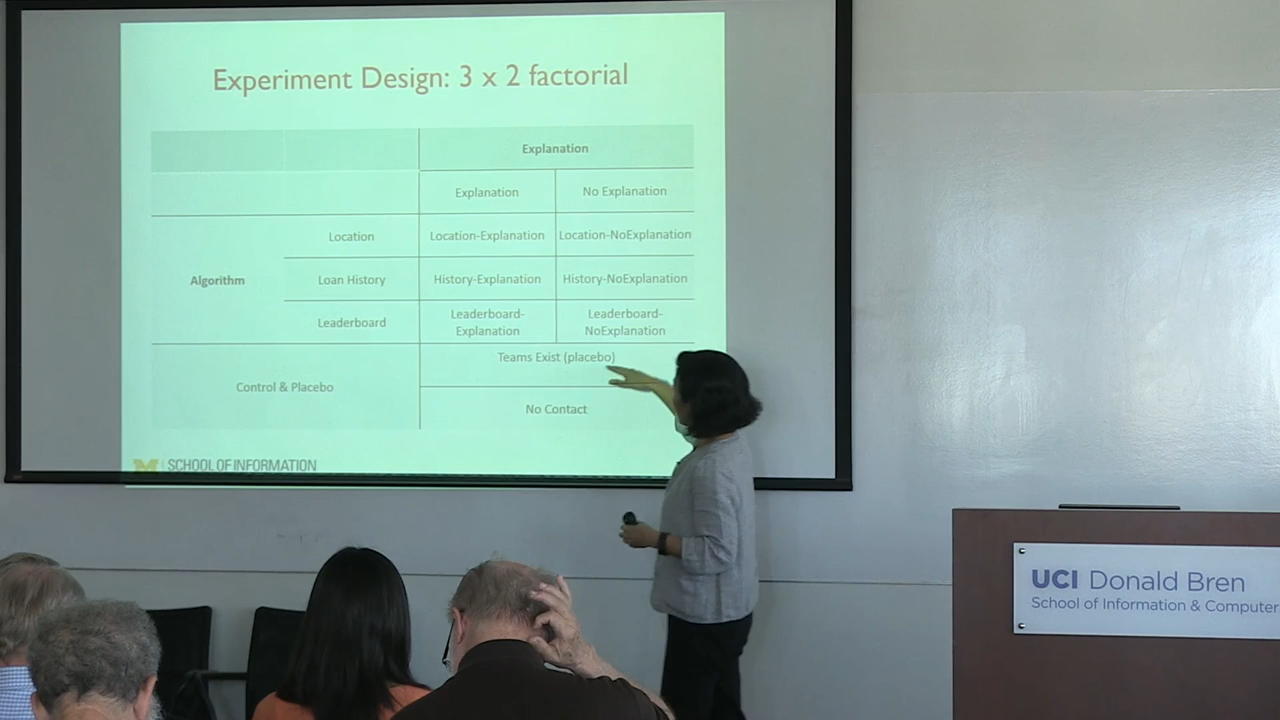 Experiment Design: 3 x 2 factorial
Explanation
Explanation No Explanation
Location Location-Explanation Location-NoExplanation
Algorithm Loan History History-Explanation History-NoExplanation
Leaderboard Leaderboard-Explanation Leaderboard-NoExplanation
Teams Exist (placebo)
Control & Placebo
No Contact
M SCHOOL OF INFORMATION
UCI Donald Bren
School of Information & Computer